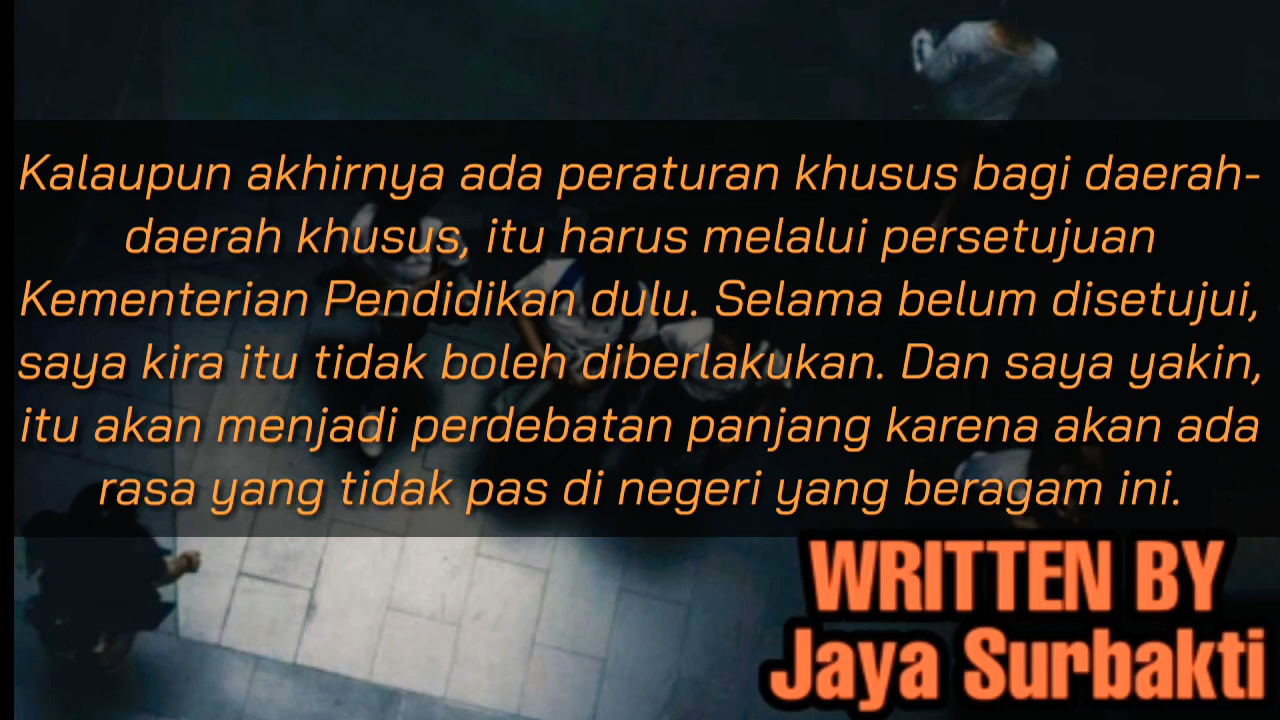 Kalaupun akhirnya ada peraturan khusus bagi daerah-
daerah khusus, itu harus melalui persetujuan
Kementerian Pendidikan dulu. Selama belum disetujui,
saya kira itu tidak boleh diberlakukan. Dan saya yakin,
itu akan menjadi perdebatan panjang karena akan ada
rasa yang tidak pas di negeri yang beragam ini.
WRITTEN BY
Jaya Surbakti